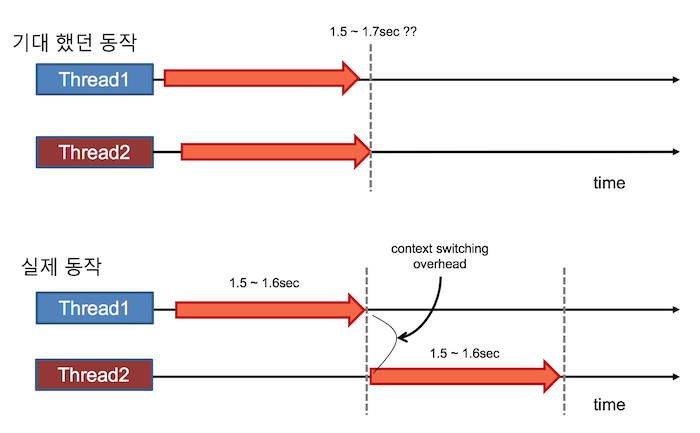 1.5 ~ 1.7sec ??
기대 했던 동작
Thread1
Thread2
time
실제 동작
context switching
overhead
1.5 ~ 1.6sec
Thread1
1.5 ~ 1.6sec
Thread2
time